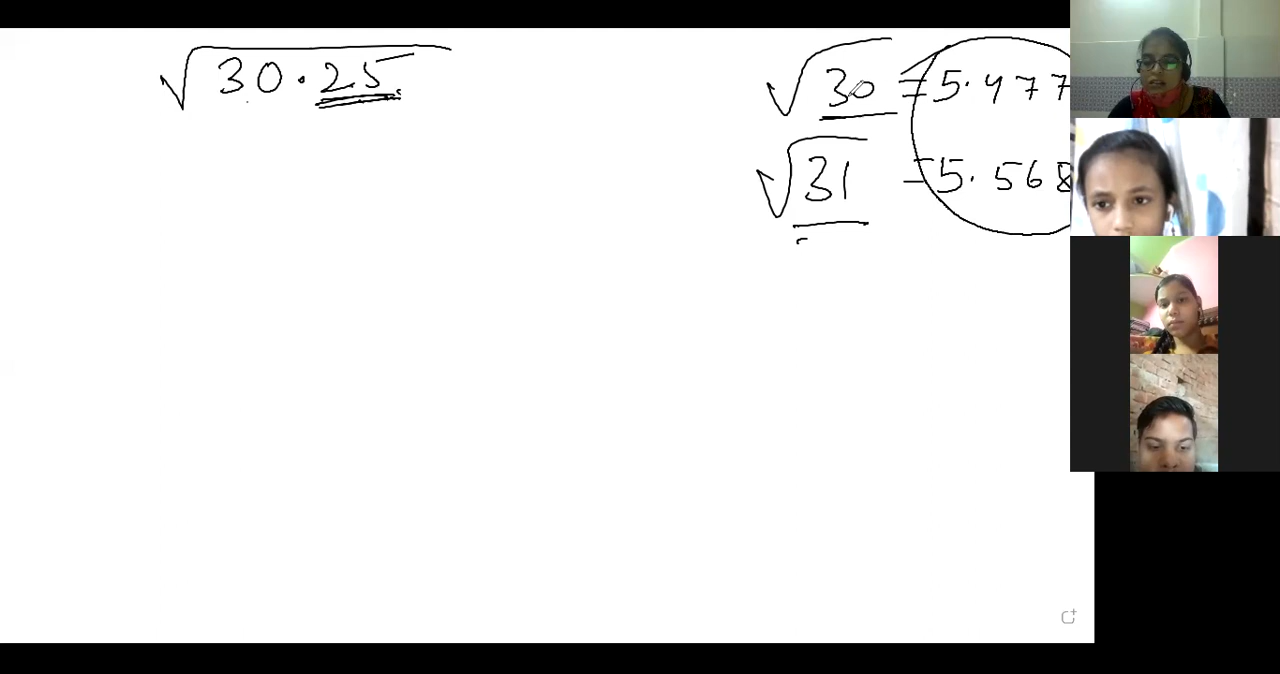 √30.25
√30 = 5.477
√31 = 5.568